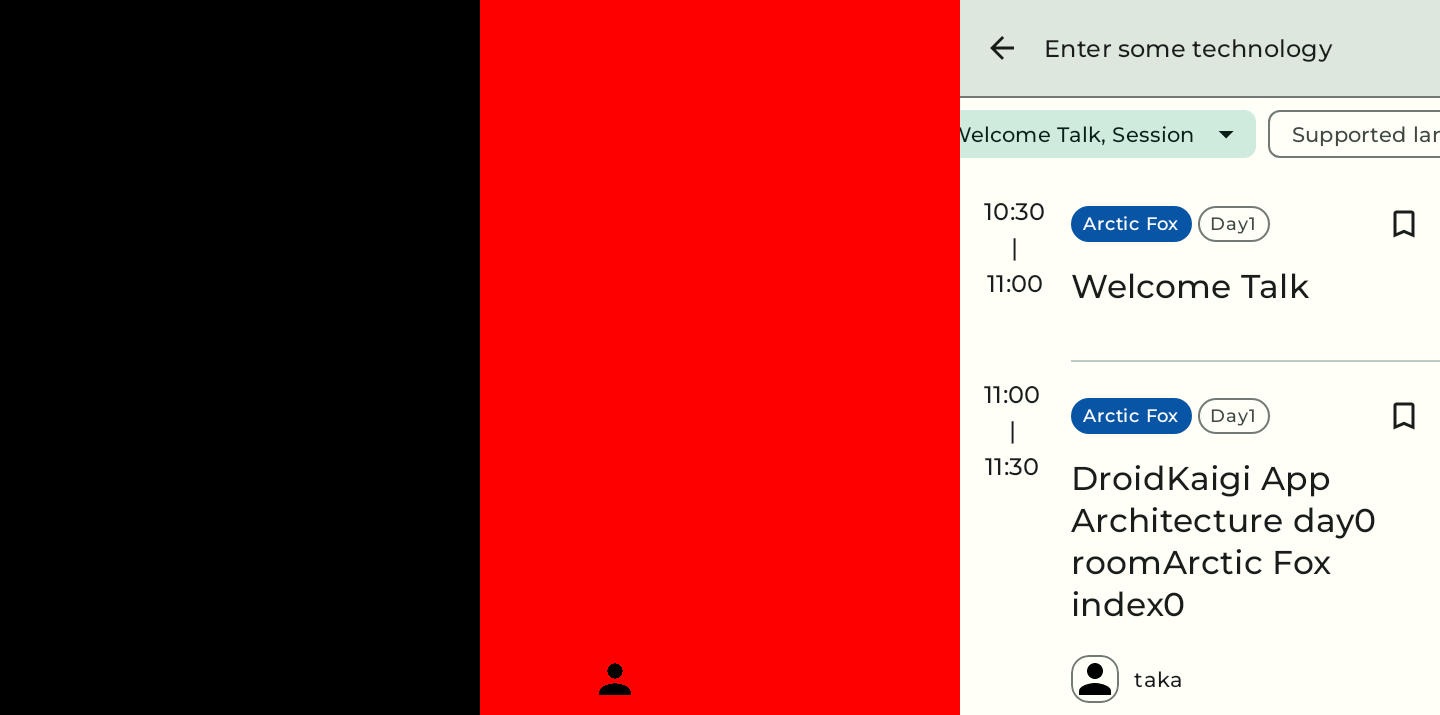 Enter some technology
Welcome Talk, Session
Supported lar
10:30
|
11:00
Arctic Fox
Day1
Welcome Talk
11:00
|
11:30
Arctic Fox
Day1
DroidKaigi App
Architecture day0
roomArctic Fox
index0
taka